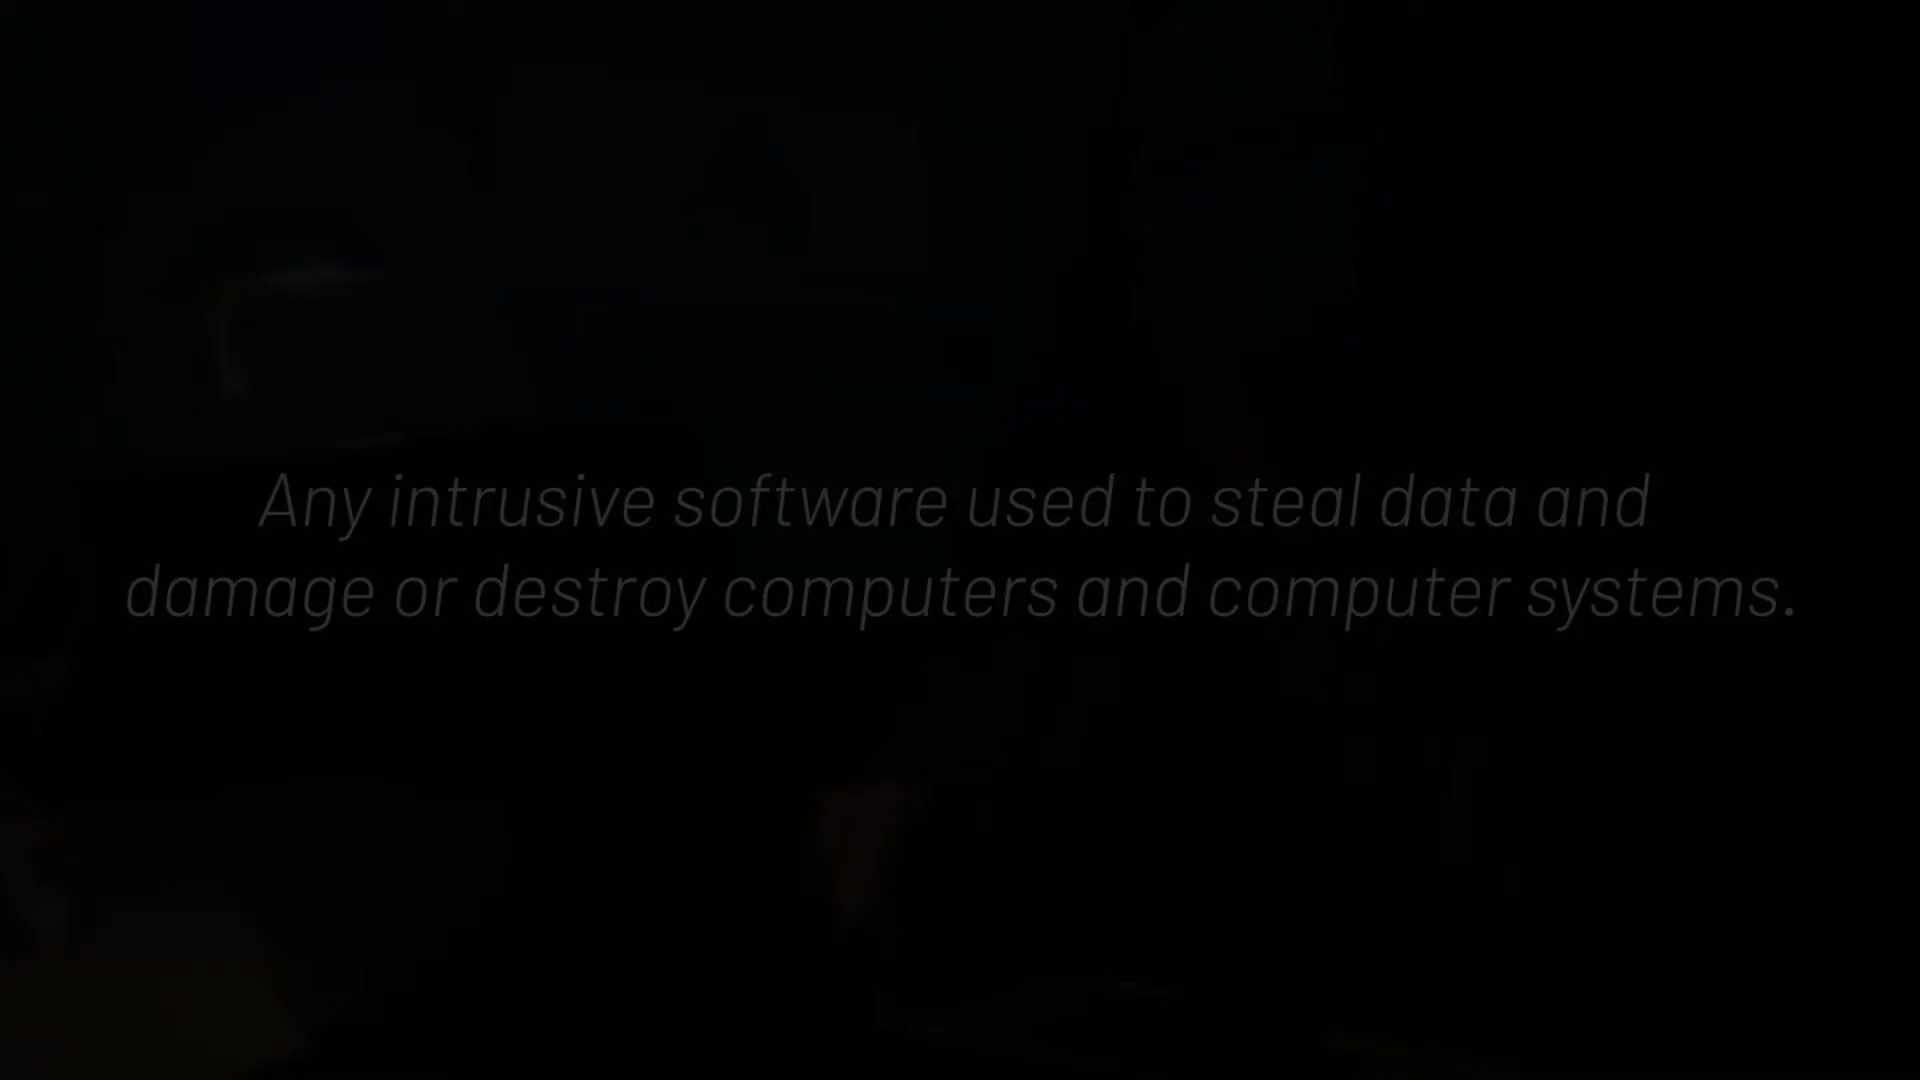 Any intrusive software used to steal data and
damage or destroy computers and computer systems.